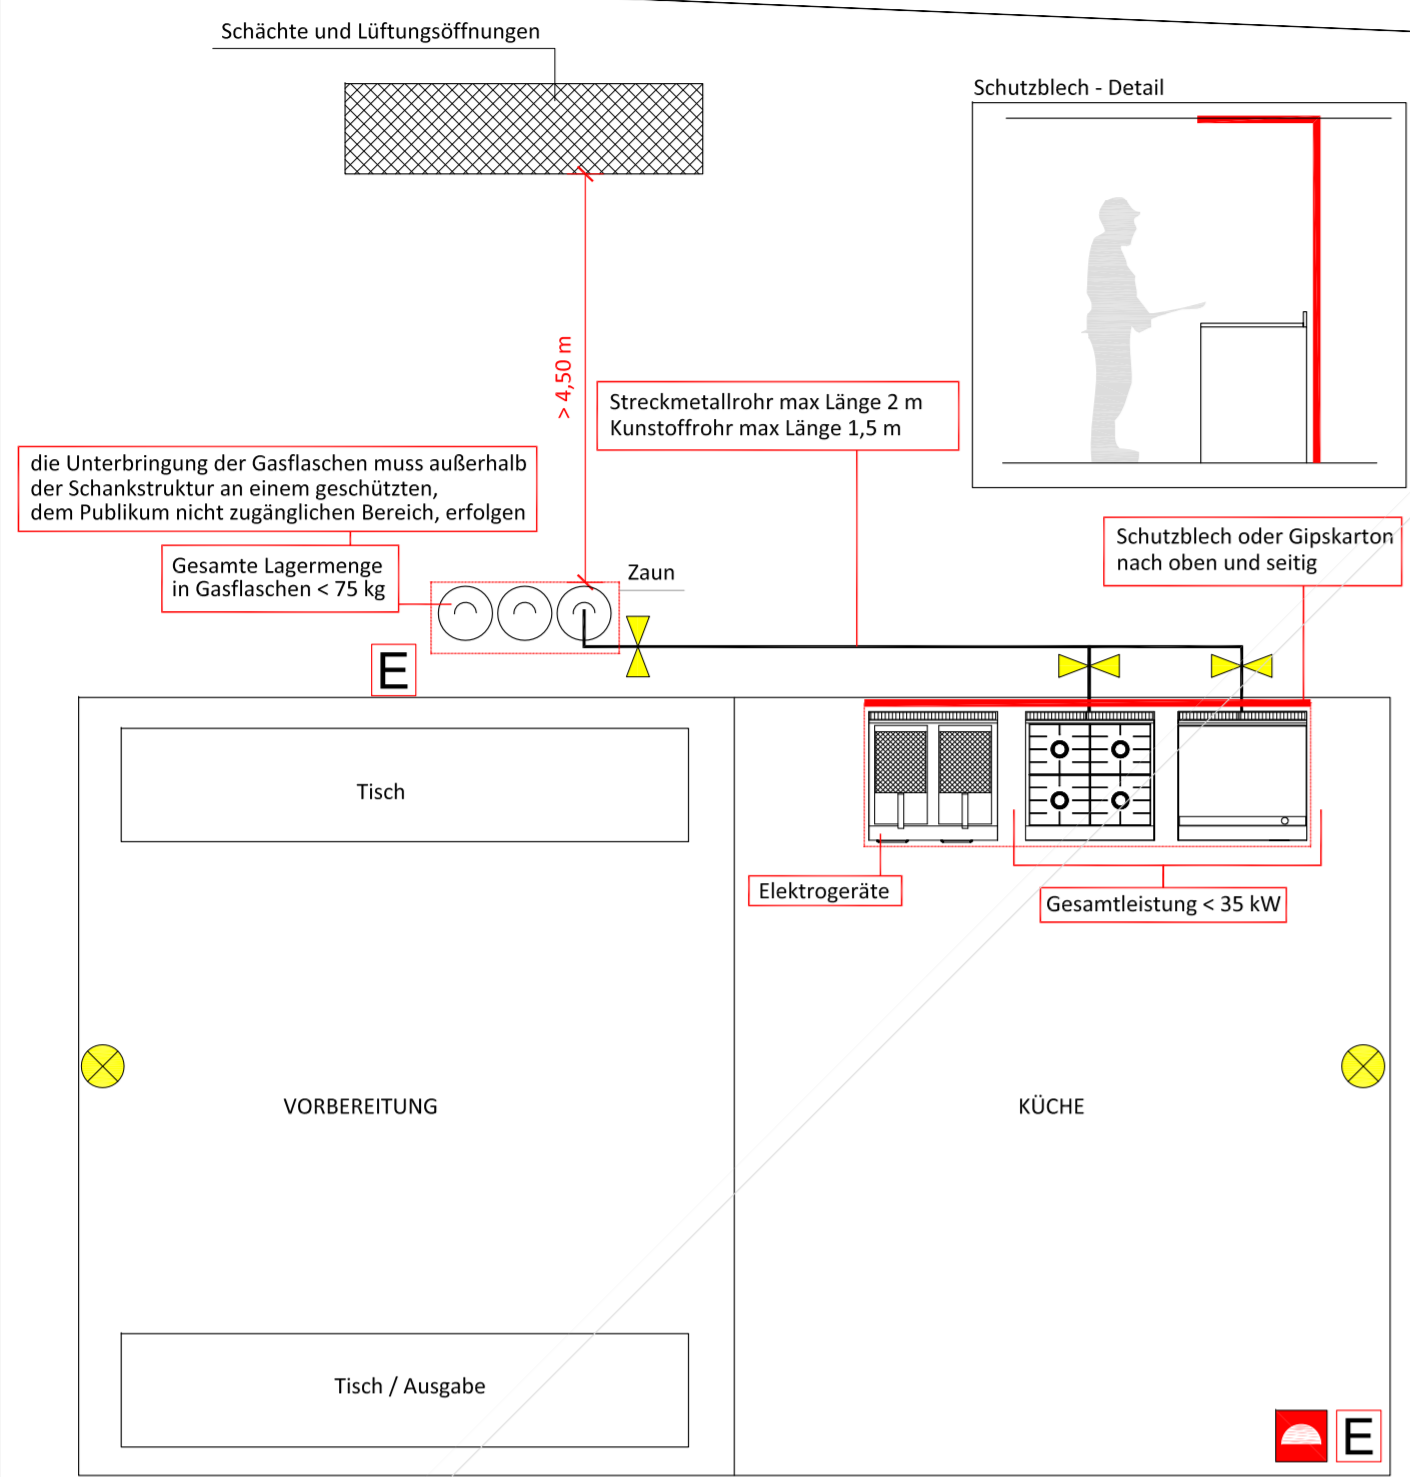 Schächte und Lüftungsöffnungen
Schutzblech - Detail
> 4,50 m
Streckmetallrohr max Länge 2 m
Kunstoffrohr max Länge 1,5 m
die Unterbringung der Gasflaschen muss außerhalb
der Schankstruktur an einem geschützten,
dem Publikum nicht zugänglichen Bereich, erfolgen
Gesamte Lagermenge
in Gasflaschen < 75 kg
Zaun
Schutzblech oder Gipskarton
nach oben und seitig
E
Tisch
Elektrogeräte
Gesamtleistung < 35 kW
VORBEREITUNG
KÜCHE
Tisch / Ausgabe
E